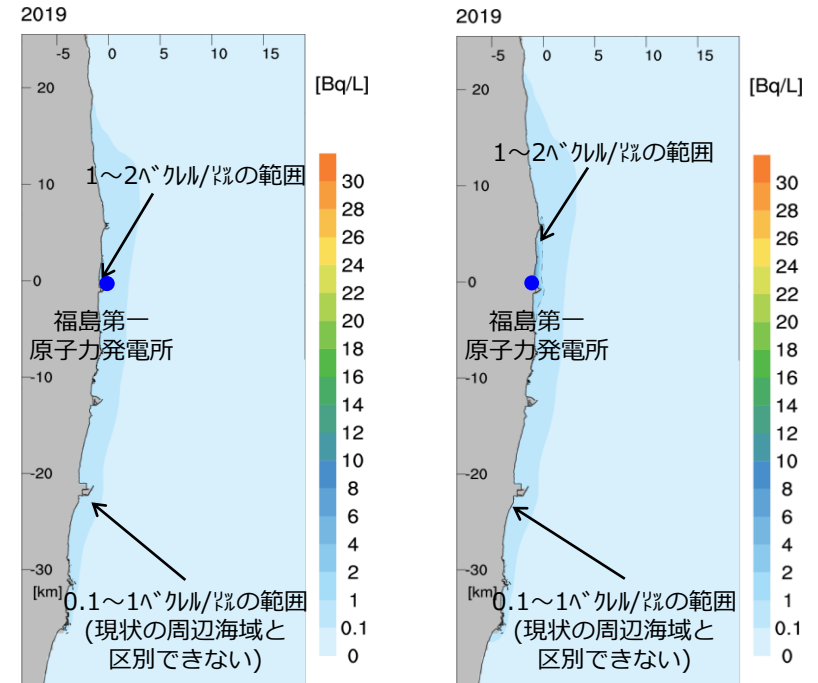 2019
-5 0 5 10 15
[Bq/L]
20
10
0
-10
-20
-30
[km]
1～2ﾍﾞｸﾚﾙ/㍑の範囲
福島第一
原子力発電所
0.1～1ﾍﾞｸﾚﾙ/㍑の範囲
(現状の周辺海域と
区別できない)
30
28
26
24
22
20
18
16
14
12
10
8
6
4
2
1
0.1
0
2019
-5 0 5 10 15
[Bq/L]
20
10
0
-10
-20
-30
[km]
1～2ﾍﾞｸﾚﾙ/㍑の範囲
福島第一
原子力発電所
0.1～1ﾍﾞｸﾚﾙ/㍑の範囲
(現状の周辺海域と
区別できない)
30
28
26
24
22
20
18
16
14
12
10
8
6
4
2
1
0.1
0